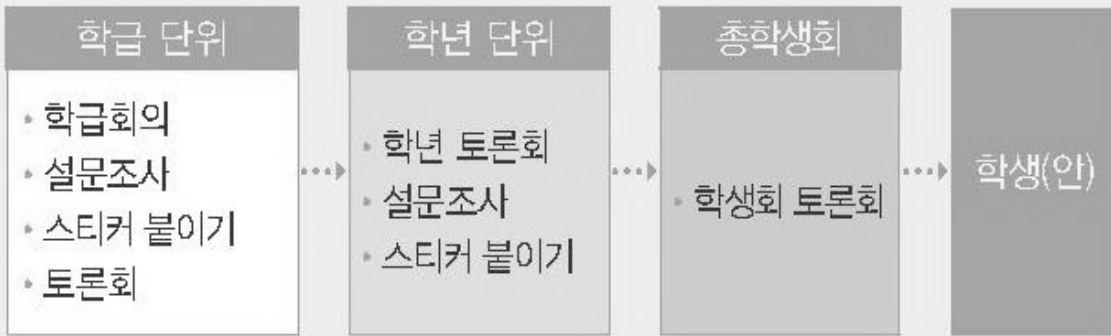 학급 단위
• 학급회의
• 설문조사
• 스티커 붙이기
• 토론회
학년 단위
• 학년 토론회
• 설문조사
• 스티커 붙이기
총학생회
• 학생회 토론회
학생(안)